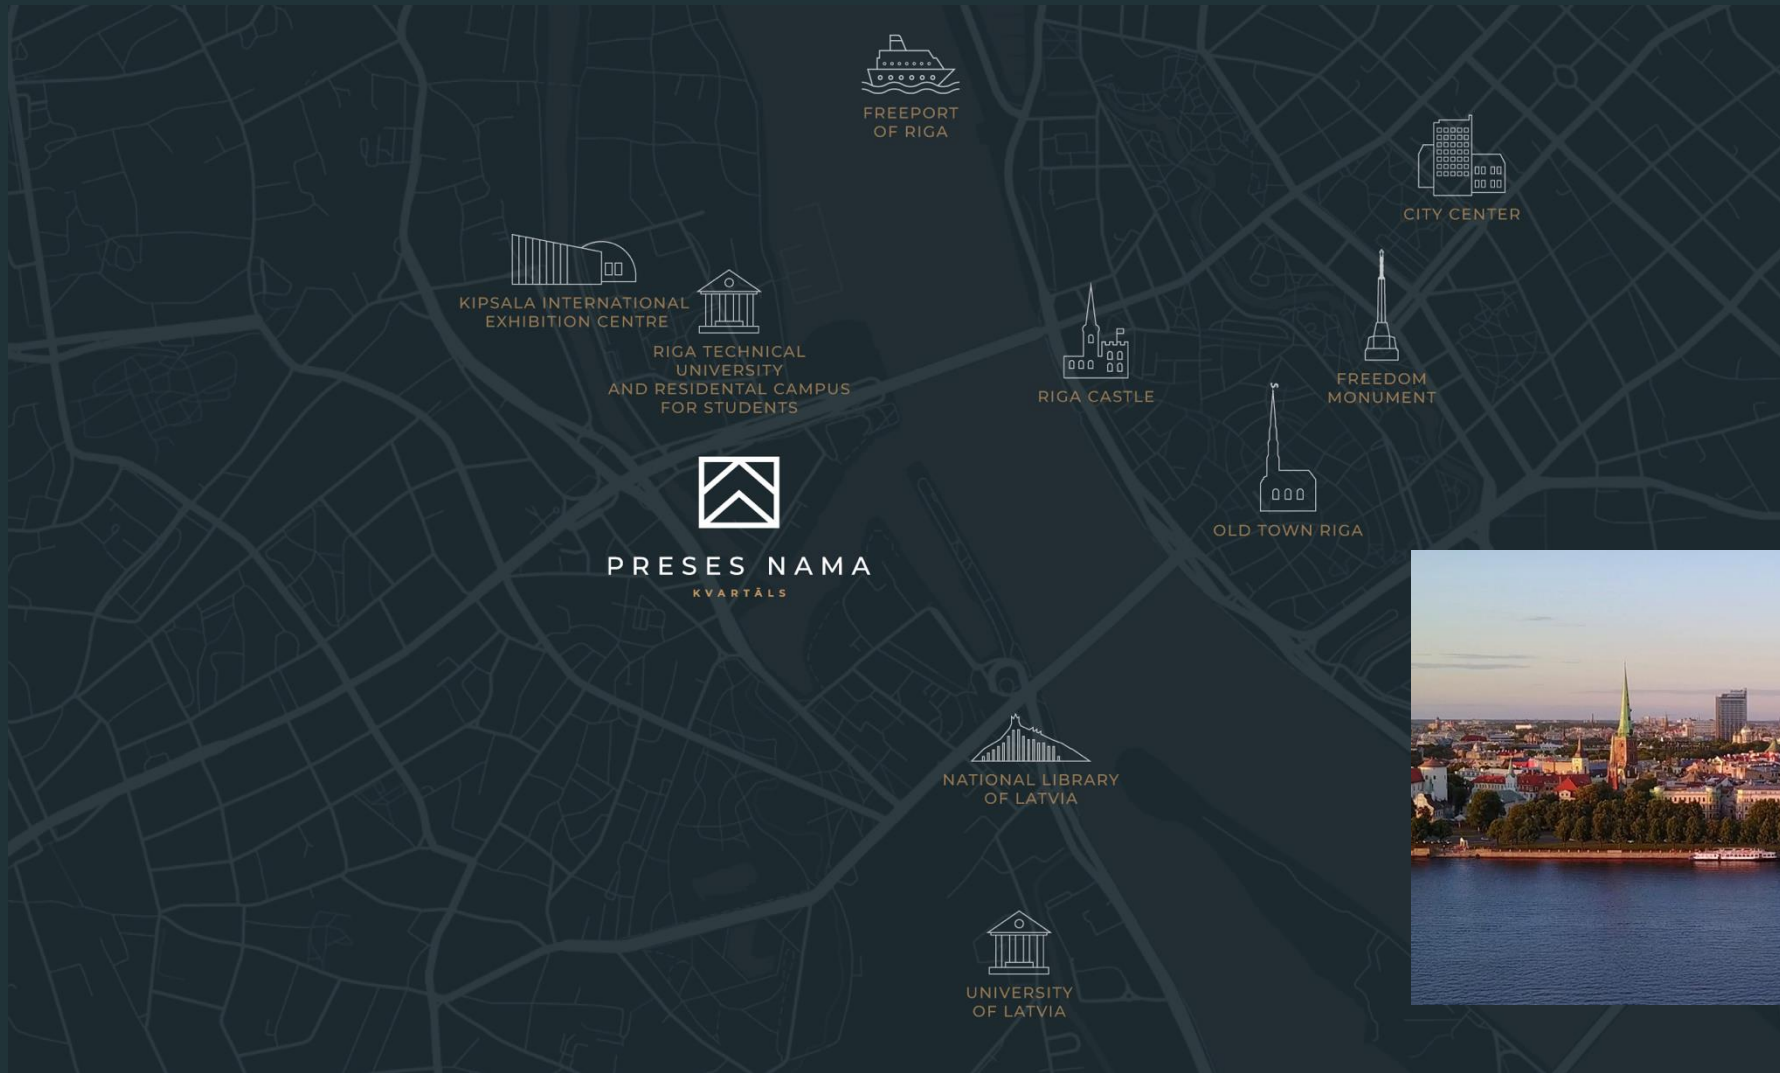 FREEPORT
OF RIGA
CITY CENTER
KIPSALA INTERNATIONAL
EXHIBITION CENTRE
RIGA TECHNICAL
UNIVERSITY
AND RESIDENTAL CAMPUS
FOR STUDENTS
RIGA CASTLE
FREEDOM
MONUMENT
OLD TOWN RIGA
PRESES NAMA
KVARTĀLS
NATIONAL LIBRARY
OF LATVIA
UNIVERSITY
OF LATVIA